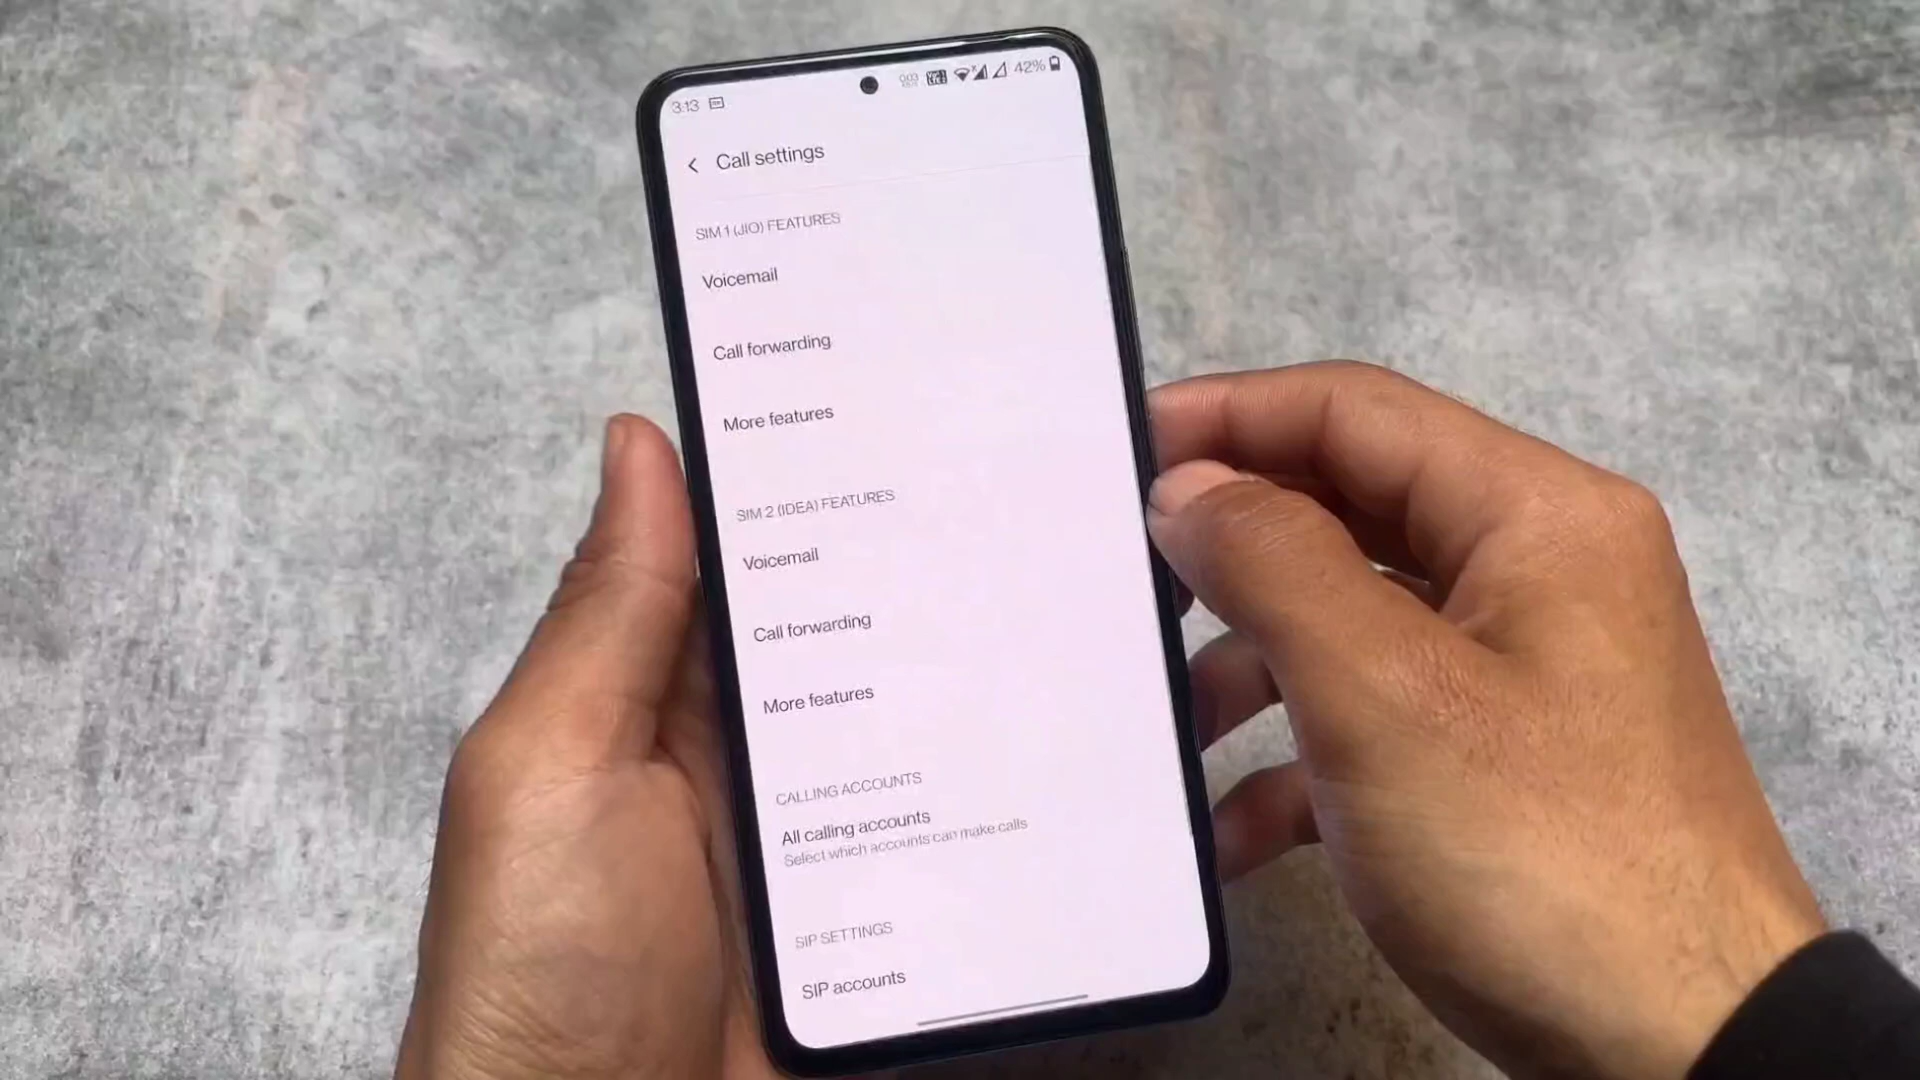 3:13
42%
Call settings
SIM 1 (JIO) FEATURES
Voicemail
Call forwarding
More features
SIM 2 (IDEA) FEATURES
Voicemail
Call forwarding
More features
CALLING ACCOUNTS
All calling accounts
Select which accounts can make calls
SIP SETTINGS
SIP accounts